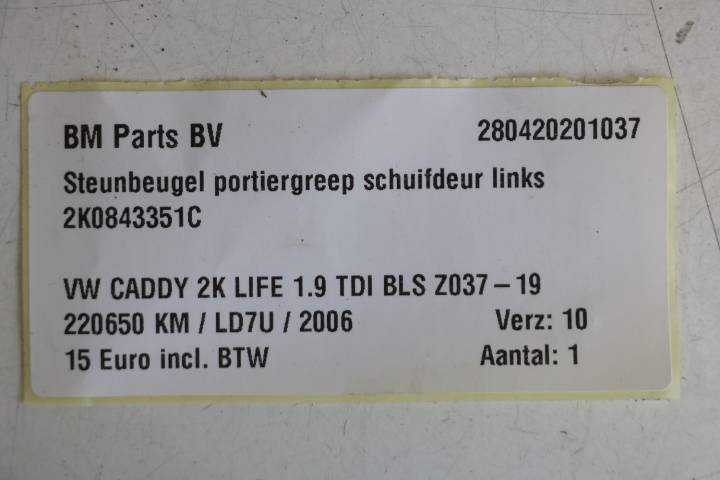 BM Parts BV 280420201037
Steunbeugel portiergreep schuifdeur links
2K0843351C
VW CADDY 2K LIFE 1.9 TDI BLS Z037-19
220650 KM / LD7U / 2006 Verz: 10
15 Euro incl. BTW Aantal: 1